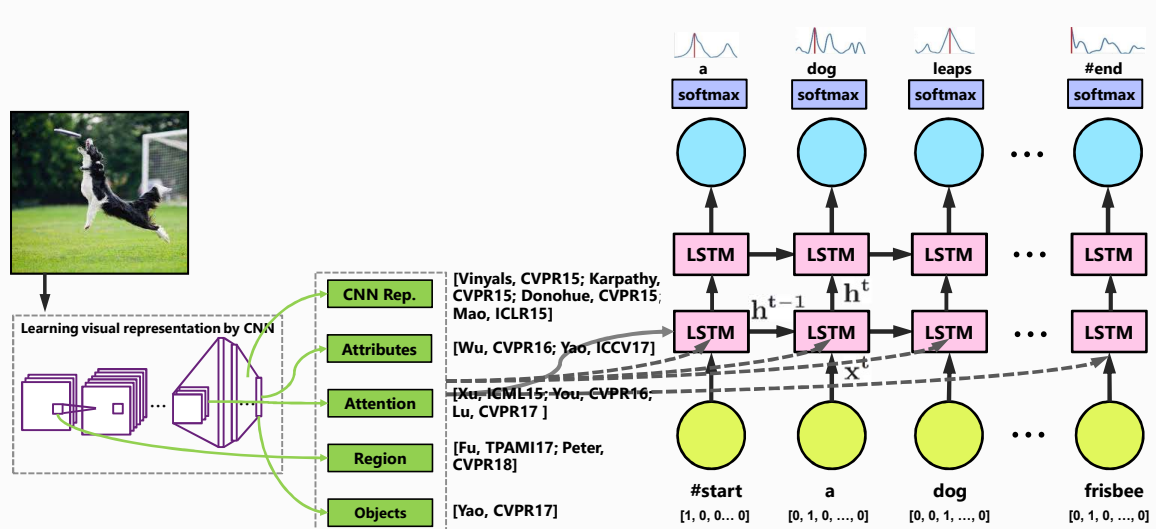 a dog leaps #end
softmax softmax softmax softmax
...
LSTM LSTM LSTM ... LSTM
h^{t-1} h^t
LSTM LSTM LSTM ... LSTM
x^t
...
#start a dog frisbee
[1, 0, 0... 0] [0, 1, 0, ..., 0] [0, 0, 1, ..., 0] [0, 1, 0, ..., 0]
Learning visual representation by CNN
...
...
CNN Rep.
[Vinyals, CVPR15; Karpathy,
CVPR15; Donohue, CVPR15;
Mao, ICLR15]
Attributes
[Wu, CVPR16; Yao, ICCV17]
Attention
[Xu, ICML15; You, CVPR16;
Lu, CVPR17 ]
Region
[Fu, TPAMI17; Peter,
CVPR18]
Objects
[Yao, CVPR17]